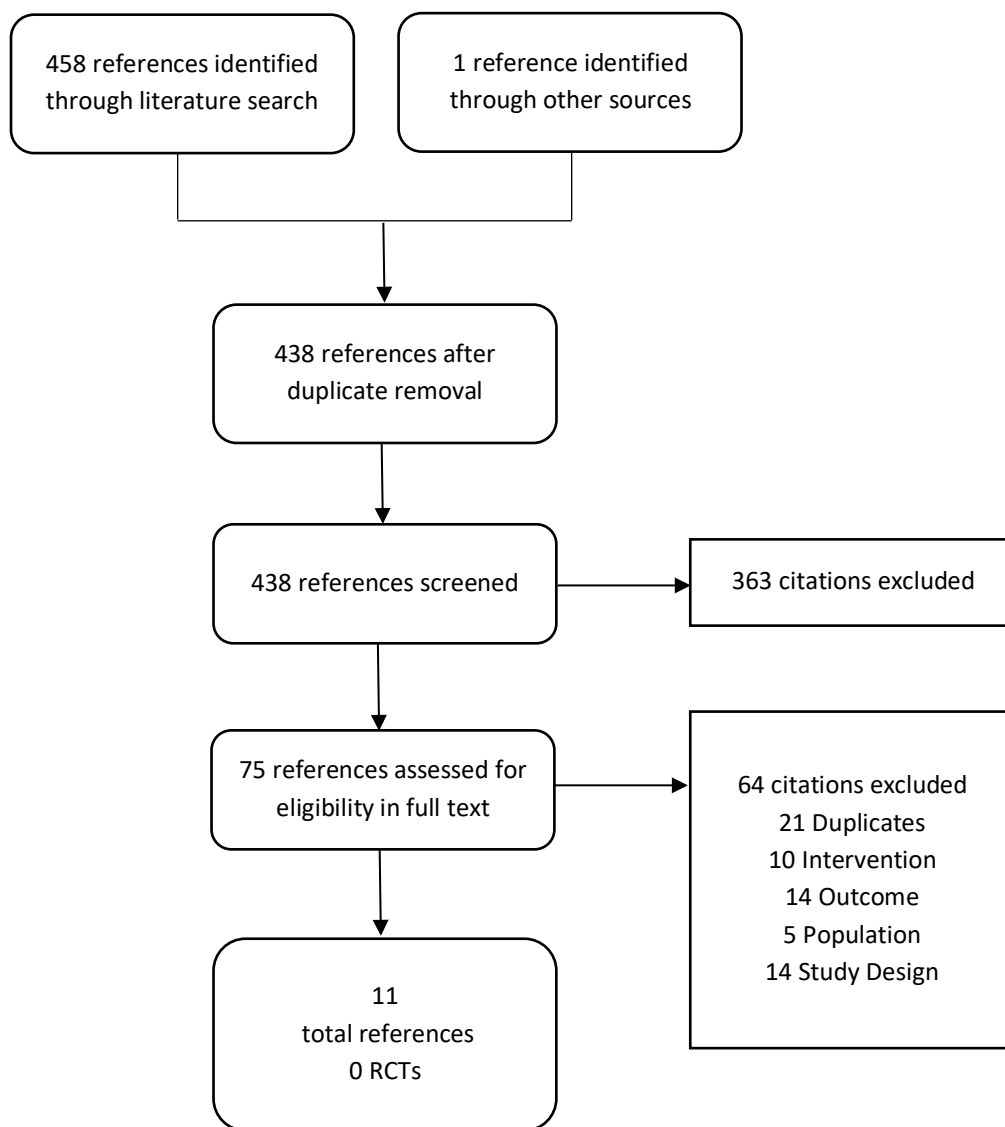 458 references identified
through literature search
1 reference identified
through other sources
438 references after
duplicate removal
438 references screened
363 citations excluded
75 references assessed for
eligibility in full text
64 citations excluded
21 Duplicates
10 Intervention
14 Outcome
5 Population
14 Study Design
11
total references
0 RCTs